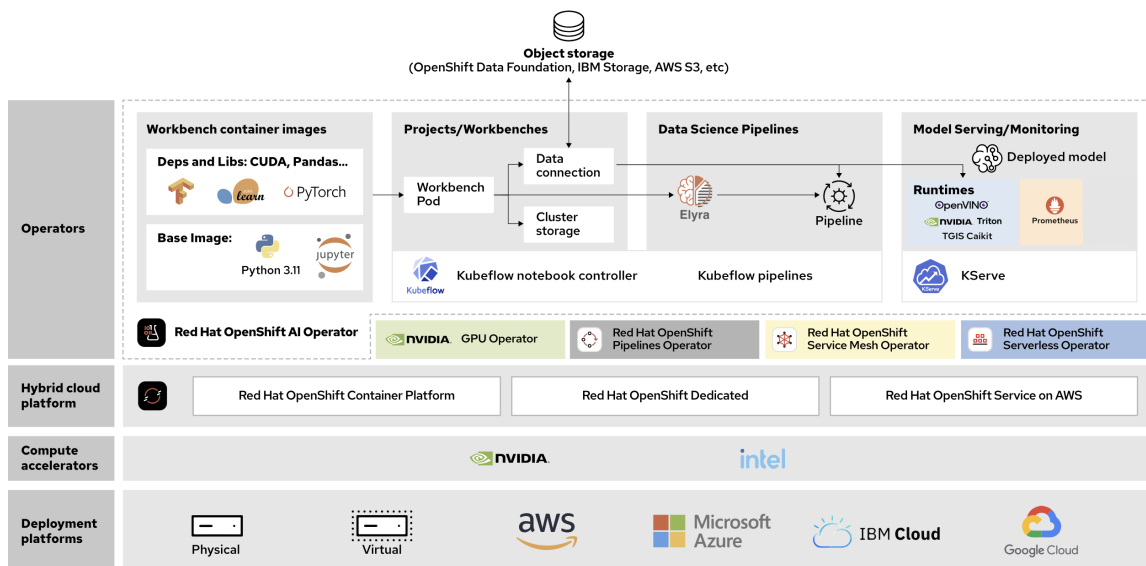 Object storage
(OpenShift Data Foundation, IBM Storage, AWS S3, etc)
Operators
Workbench container images
Deps and Libs: CUDA, Pandas...
learn
PyTorch
Base Image:
Python 3.11
jupyter
Projects/Workbenches
Workbench
Pod
Data
connection
Cluster
storage
Data Science Pipelines
Elyra
Pipeline
Model Serving/Monitoring
Deployed model
Runtimes
OpenVINO
NVIDIA Triton
TGIS Caikit
Prometheus
Kubeflow
Kubeflow notebook controller
Kubeflow pipelines
KServe
KServe
Red Hat OpenShift AI Operator
NVIDIA. GPU Operator
Red Hat OpenShift
Pipelines Operator
Red Hat OpenShift
Service Mesh Operator
Red Hat OpenShift
Serverless Operator
Hybrid cloud
platform
Red Hat OpenShift Container Platform
Red Hat OpenShift Dedicated
Red Hat OpenShift Service on AWS
Compute
accelerators
NVIDIA.
intel
Deployment
platforms
Physical
Virtual
aws
Microsoft
Azure
IBM Cloud
Google Cloud